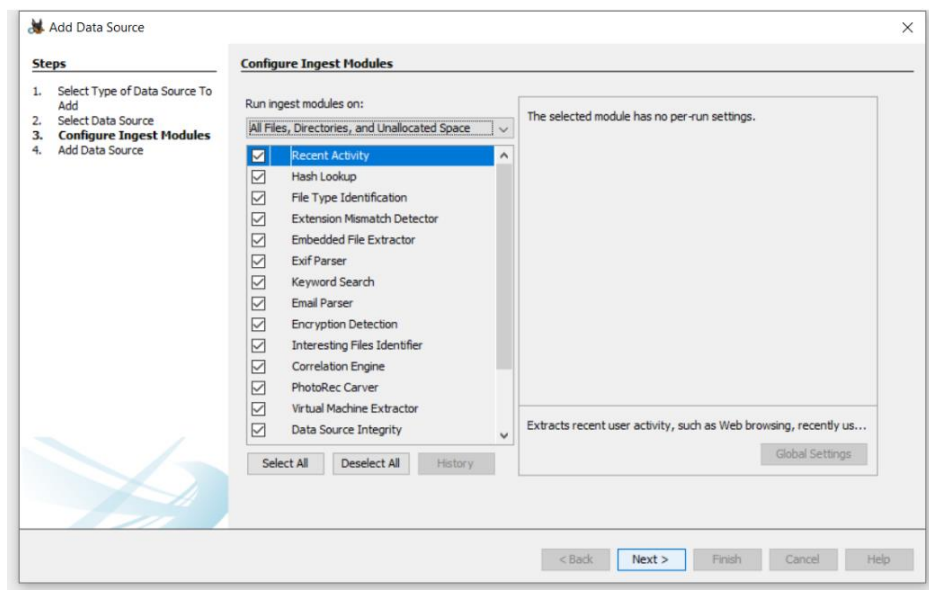 Add Data Source
Steps
1. Select Type of Data Source To
Add
2. Select Data Source
3. Configure Ingest Modules
4. Add Data Source
Configure Ingest Modules
Run ingest modules on:
All Files, Directories, and Unallocated Space
Recent Activity
Hash Lookup
File Type Identification
Extension Mismatch Detector
Embedded File Extractor
Exif Parser
Keyword Search
Email Parser
Encryption Detection
Interesting Files Identifier
Correlation Engine
PhotoRec Carver
Virtual Machine Extractor
Data Source Integrity
Select All Deselect All History
The selected module has no per-run settings.
Extracts recent user activity, such as Web browsing, recently us...
Global Settings
< Back Next > Finish Cancel Help